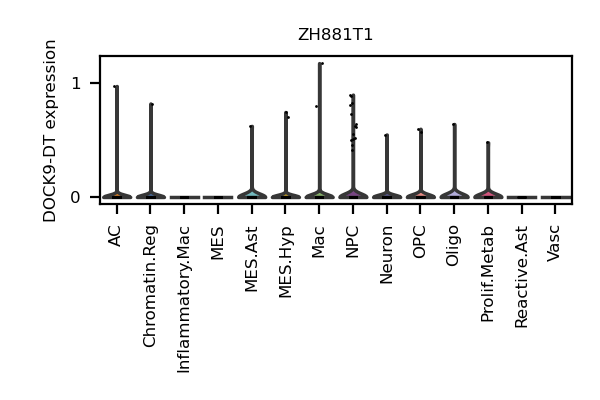 ZH881T1
DOCK9-DT expression
1
0
AC
Chromatin.Reg
Inflammatory.Mac
MES
MES.Ast
MES.Hyp
Mac
NPC
Neuron
OPC
Oligo
Prolif.Metab
Reactive.Ast
Vasc